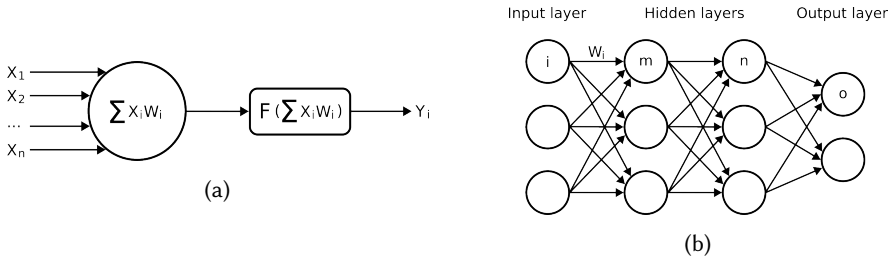 Input layer Hidden layers Output layer
X1
X2
...
Xn
∑ XiWi
F (∑ XiWi)
Yi
i
Wi
m
n
o
(a)
(b)